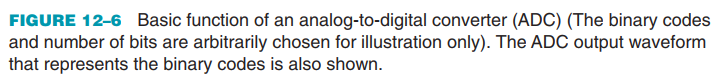 FIGURE 12–6 Basic function of an analog-to-digital converter (ADC) (The binary codes
and number of bits are arbitrarily chosen for illustration only). The ADC output waveform
that represents the binary codes is also shown.